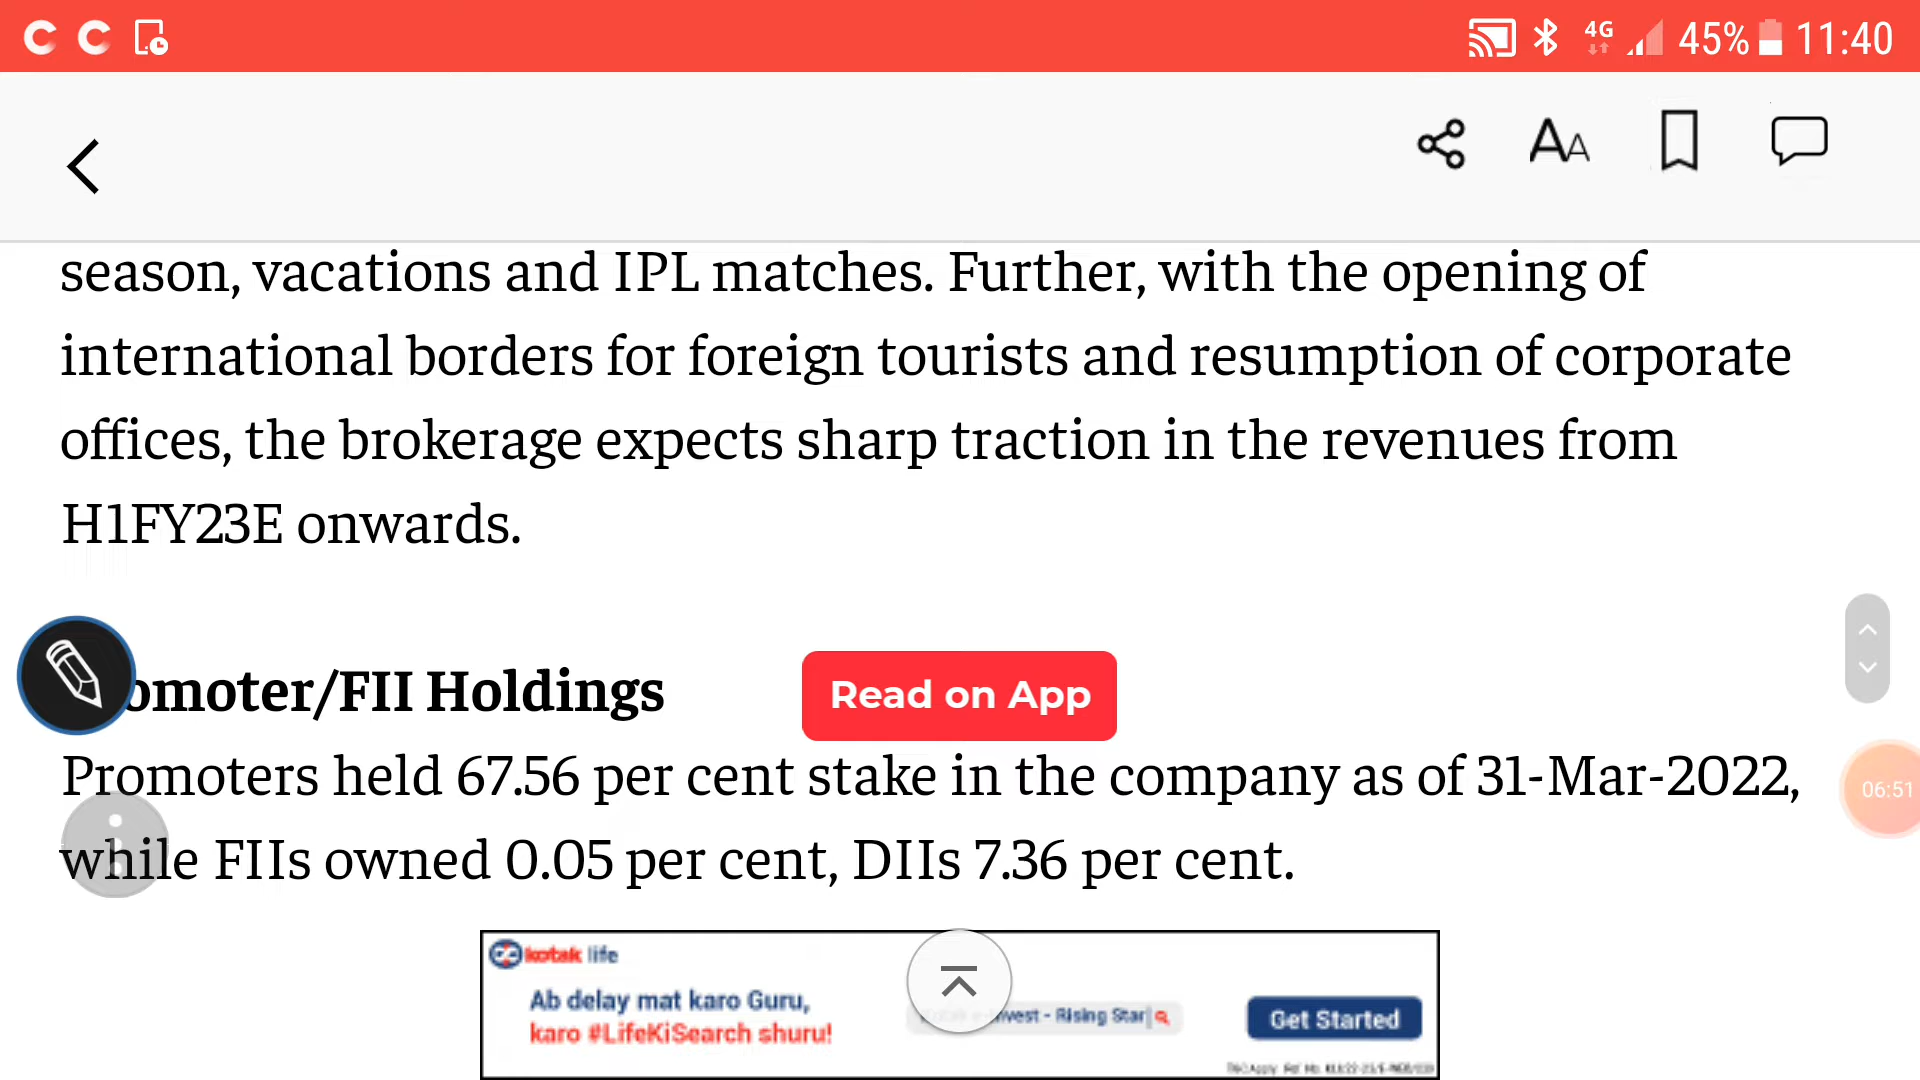 4G 45% 11:40
season, vacations and IPL matches. Further, with the opening of
international borders for foreign tourists and resumption of corporate
offices, the brokerage expects sharp traction in the revenues from
H1FY23E onwards.
omoter/FII Holdings
Read on App
Promoters held 67.56 per cent stake in the company as of 31-Mar-2022,
06:51
while FIIs owned 0.05 per cent, DIIs 7.36 per cent.
kotak life
Ab delay mat karo Guru,
karo #LifeKiSearch shuru!
nvest - Rising Star
Get Started